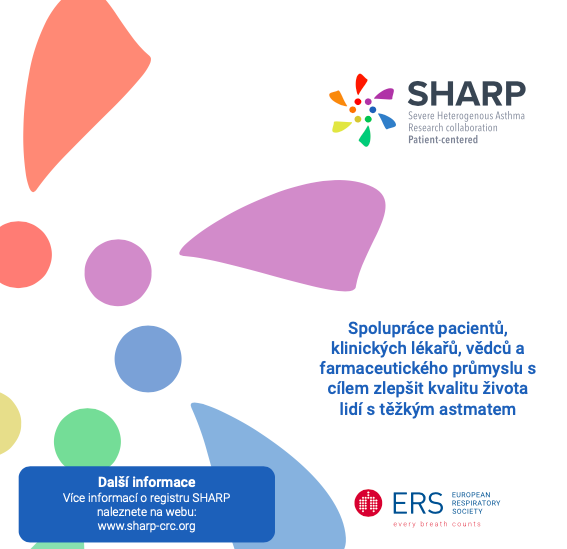 SHARP
Severe Heterogenous Asthma
Research collaboration
Patient-centered
Spolupráce pacientů,
klinických lékařů, vědců a
farmaceutického průmyslu s
cílem zlepšit kvalitu života
lidí s těžkým astmatem
Další informace
Více informací o registru SHARP
naleznete na webu:
www.sharp-crc.org
ERS EUROPEAN
RESPIRATORY
SOCIETY
every breath counts